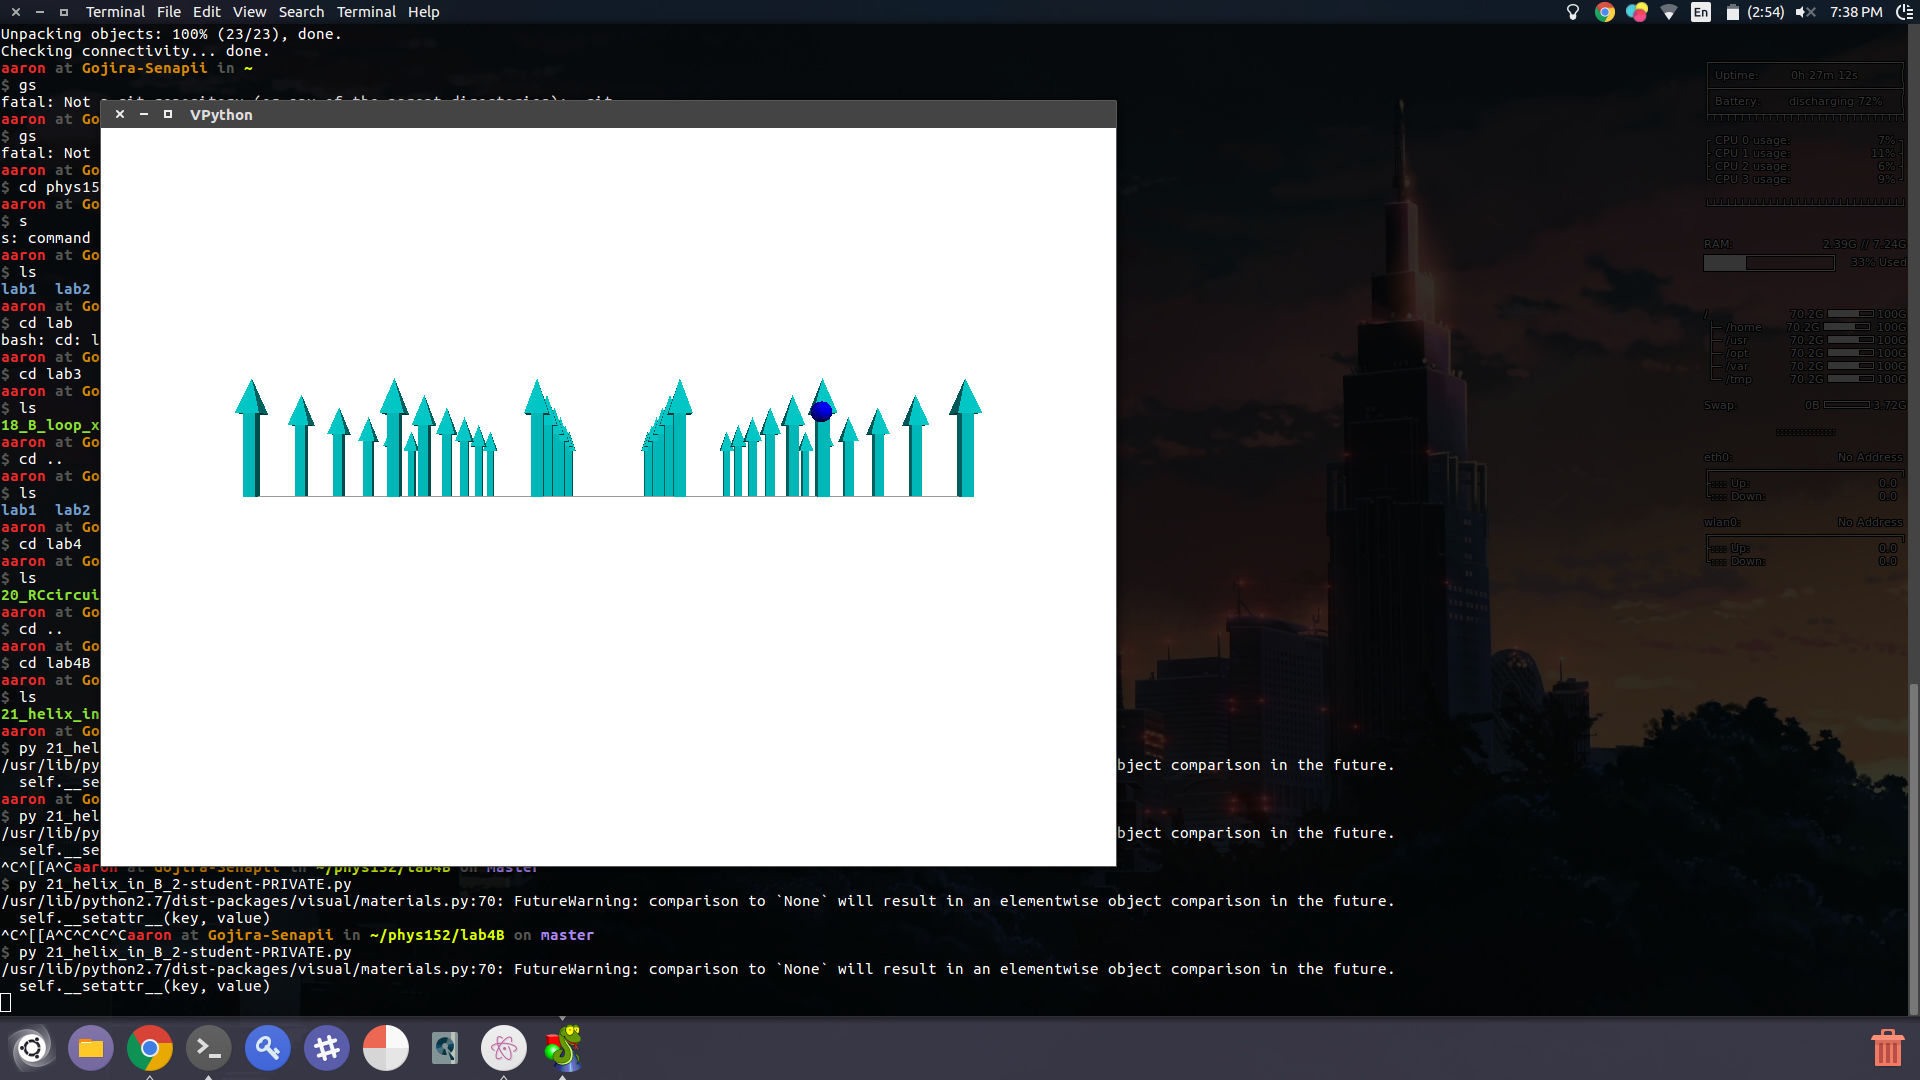 Terminal File Edit View Search Terminal Help
En (2:54) 7:38 PM
Unpacking objects: 100% (23/23), done.
Checking connectivity... done.
aaron at Gojira-Senapii in ~
$ gs
fatal: Not a git repository (or any of the parent directories): .git
aaron at Go
$ gs
fatal: Not
aaron at Go
$ cd phys15
aaron at Go
$ s
s: command
aaron at Go
$ ls
lab1 lab2
aaron at Go
$ cd lab
bash: cd: l
aaron at Go
$ cd lab3
aaron at Go
$ ls
18_B_loop_x
aaron at Go
$ cd ..
aaron at Go
$ ls
lab1 lab2
aaron at Go
$ cd lab4
aaron at Go
$ ls
20_RCcircui
aaron at Go
$ cd ..
aaron at Go
$ cd lab4B
aaron at Go
$ ls
21_helix_in
aaron at Go
$ py 21_hel
/usr/lib/py bject comparison in the future.
self.__se
aaron at Go
$ py 21_hel
/usr/lib/py bject comparison in the future.
self.__se
^C^[[A^Caaron at Gojira-Senapii in ~/phys152/lab4B on master
$ py 21_helix_in_B_2-student-PRIVATE.py
/usr/lib/python2.7/dist-packages/visual/materials.py:70: FutureWarning: comparison to `None` will result in an elementwise object comparison in the future.
self.__setattr__(key, value)
^C^[[A^C^C^C^Caaron at Gojira-Senapii in ~/phys152/lab4B on master
$ py 21_helix_in_B_2-student-PRIVATE.py
/usr/lib/python2.7/dist-packages/visual/materials.py:70: FutureWarning: comparison to `None` will result in an elementwise object comparison in the future.
self.__setattr__(key, value)
VPython
Uptime: 0h 27m 12s
Battery: discharging 72%
CPU 0 usage: 7%
CPU 1 usage: 11%
CPU 2 usage: 6%
CPU 3 usage: 9%
RAM: 2.39G // 7.24G
33% Used
/ 70.2G 100G
/home 70.2G 100G
/usr 70.2G 100G
/opt 70.2G 100G
/var 70.2G 100G
/tmp 70.2G 100G
Swap: 0B 3.72G
eth0: No Address
Up: 0.0
Down: 0.0
wlan0: No Address
Up: 0.0
Down: 0.0